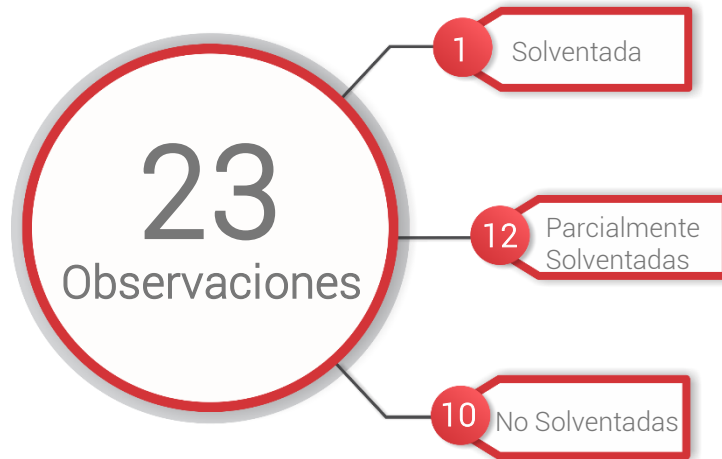 23
Observaciones
1
Solventada
12
Parcialmente
Solventadas
10
No Solventadas